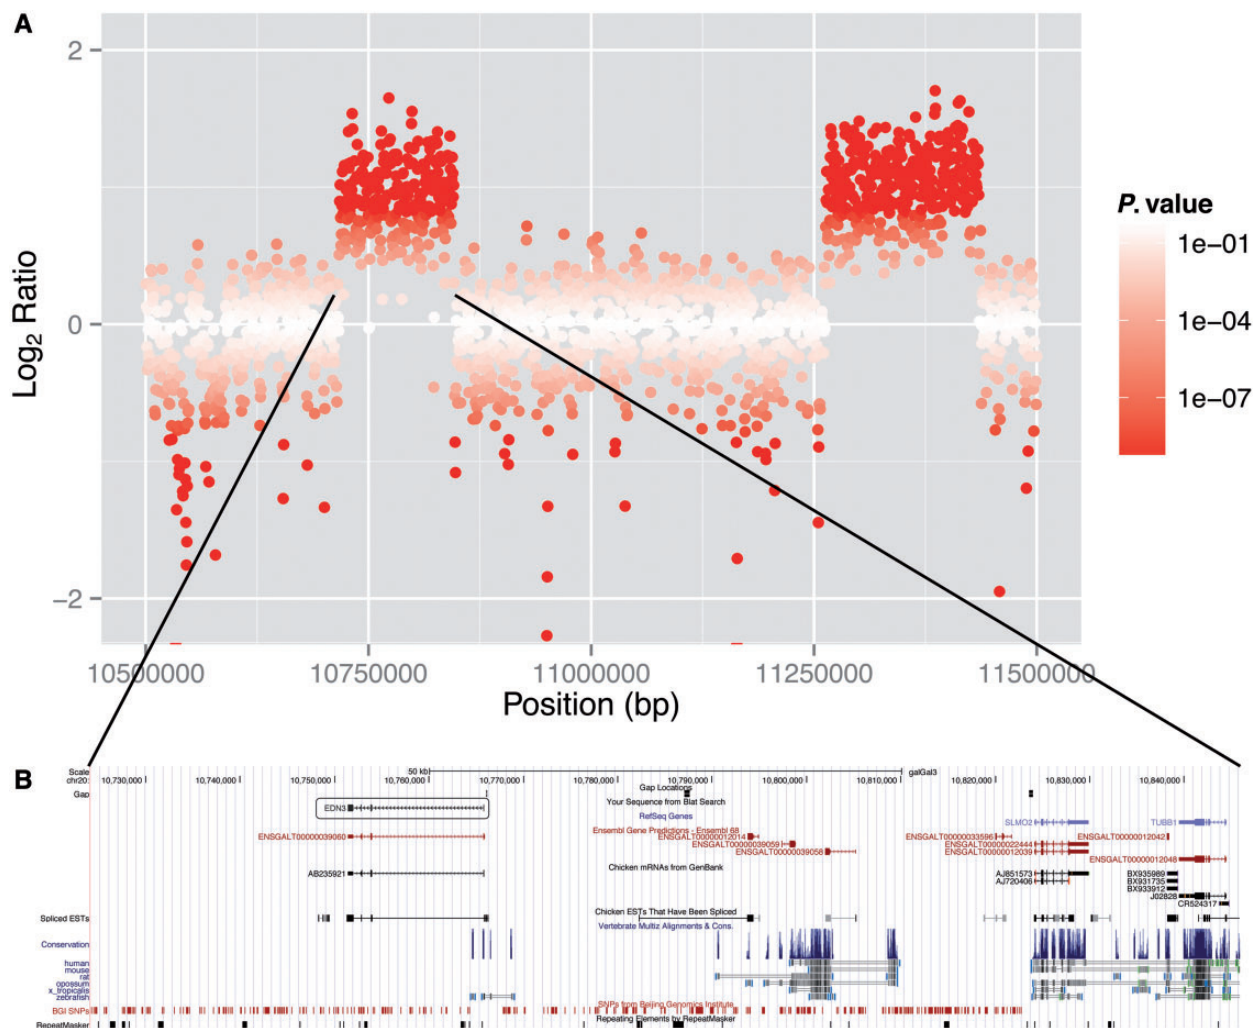 A
2
0
−2
Log2 Ratio
P. value
1e−01
1e−04
1e−07
10500000 10750000 11000000 11250000 11500000
Position (bp)
B
Scale 50 kb galGal3
chr20: 10,730,000 10,740,000 10,750,000 10,760,000 10,770,000 10,780,000 10,790,000 10,800,000 10,810,000 10,820,000 10,830,000 10,840,000
Gap Locations
Gap
Your Sequence from Blat Search
EDN3
RefSeq Genes
SLMO2 TUBB1
Ensembl Gene Predictions - Ensembl 68
ENSGALT00000039060 ENSGALT00000012014 ENSGALT00000033596 ENSGALT00000012042
ENSGALT00000039059 ENSGALT00000022444
ENSGALT00000039058 ENSGALT00000012039
ENSGALT00000012048
Chicken mRNAs from GenBank
AB235921 AJ851573 BX935989
AJ720406 BX931735
BX933912
J02828
CR524317
Chicken ESTs That Have Been Spliced
Spliced ESTs
Vertebrate Multiz Alignments & Cons.
Conservation
human
mouse
rat
opossum
x_tropicalis
zebrafish
SNPs from Beijing Genomics Institute
BGI SNPs
Repeating Elements by RepeatMasker
RepeatMasker